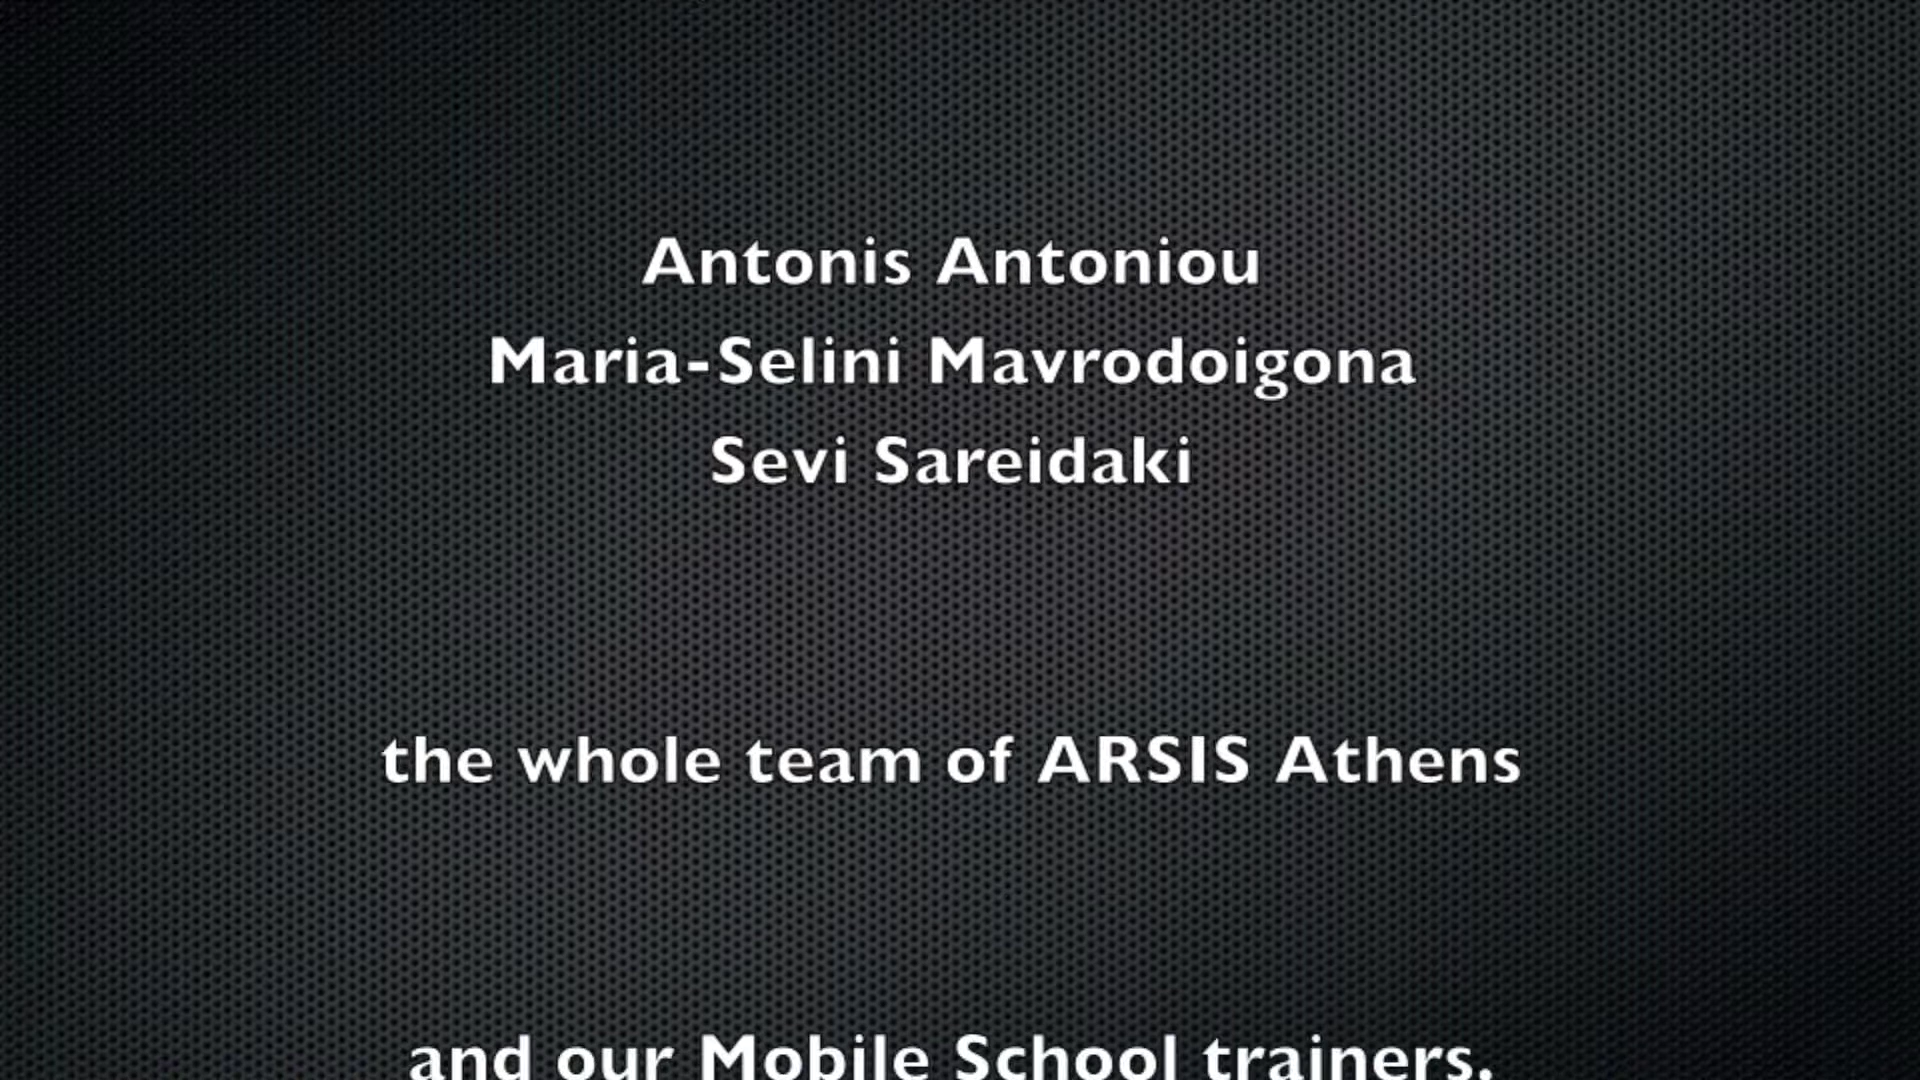 Antonis Antoniou
Maria-Selini Mavrodoigona
Sevi Sareidaki
the whole team of ARSIS Athens
and our Mobile School trainers.